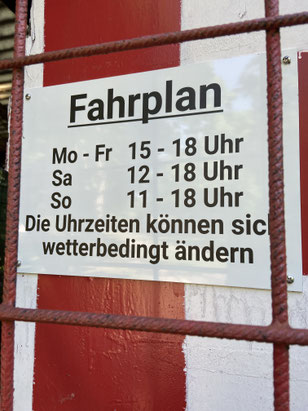 Fahrplan
Mo - Fr 15 - 18 Uhr
Sa 12 - 18 Uhr
So 11 - 18 Uhr
Die Uhrzeiten können sich
wetterbedingt ändern